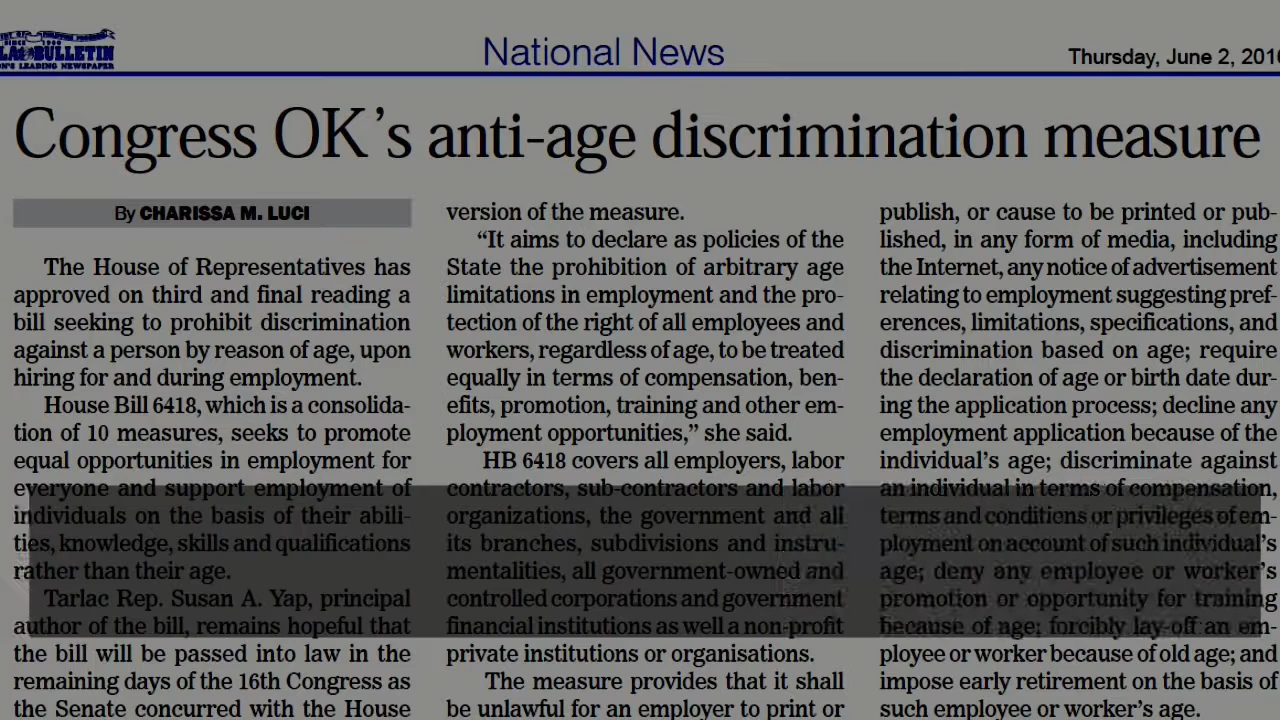 SINCE 1900
LA BULLETIN
ON'S LEADING NEWSPAPER
National News
Thursday, June 2, 201
Congress OK's anti-age discrimination measure
By CHARISSA M. LUCI
The House of Representatives has
approved on third and final reading a
bill seeking to prohibit discrimination
against a person by reason of age, upon
hiring for and during employment.
House Bill 6418, which is a consolida-
tion of 10 measures, seeks to promote
equal opportunities in employment for
everyone and support employment of
individuals on the basis of their abili-
ties, knowledge, skills and qualifications
rather than their age.
Tarlac Rep. Susan A. Yap, principal
author of the bill, remains hopeful that
the bill will be passed into law in the
remaining days of the 16th Congress as
the Senate concurred with the House
version of the measure.
“It aims to declare as policies of the
State the prohibition of arbitrary age
limitations in employment and the pro-
tection of the right of all employees and
workers, regardless of age, to be treated
equally in terms of compensation, ben-
efits, promotion, training and other em-
ployment opportunities,” she said.
HB 6418 covers all employers, labor
contractors, sub-contractors and labor
organizations, the government and all
its branches, subdivisions and instru-
mentalities, all government-owned and
controlled corporations and government
financial institutions as well a non-profit
private institutions or organisations.
The measure provides that it shall
be unlawful for an employer to print or
publish, or cause to be printed or pub-
lished, in any form of media, including
the Internet, any notice of advertisement
relating to employment suggesting pref-
erences, limitations, specifications, and
discrimination based on age; require
the declaration of age or birth date dur-
ing the application process; decline any
employment application because of the
individual's age; discriminate against
an individual in terms of compensation,
terms and conditions or privileges of em-
ployment on account of such individual's
age; deny any employee or worker's
promotion or opportunity for training
because of age; forcibly lay-off an em-
ployee or worker because of old age; and
impose early retirement on the basis of
such employee or worker's age.